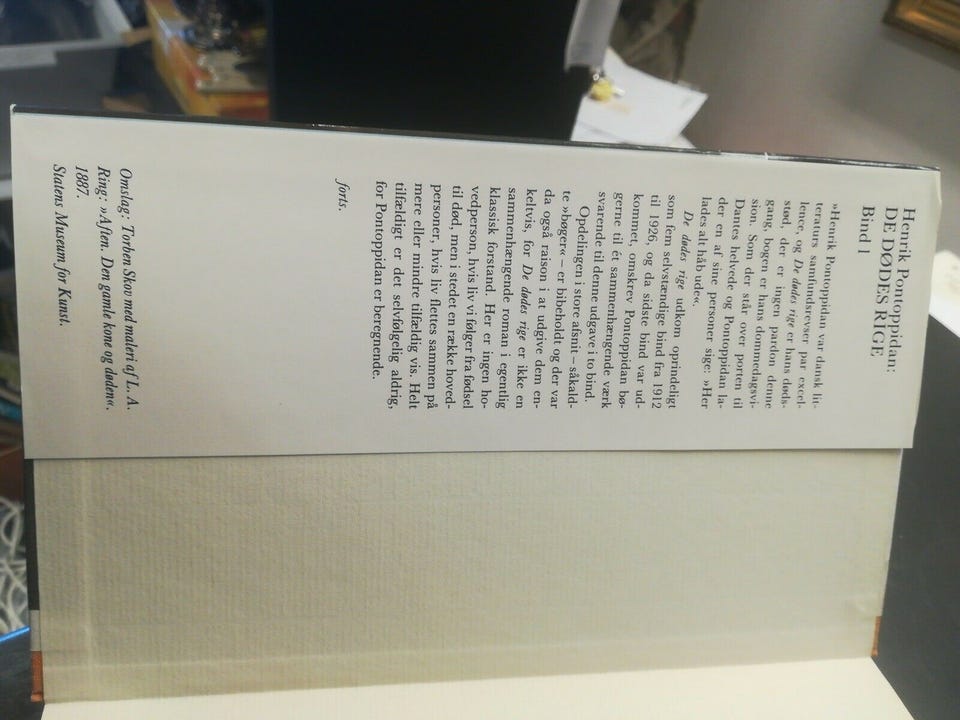 Henrik Pontoppidan:
DE DØDES RIGE
Bind 1
»Henrik Pontoppidan var dansk lit-
teraturs samfundsrevser par excel-
lence, og De dødes rige er hans døds-
stød, der er ingen pardon denne
gang, bogen er hans dommedagsvi-
sion. Som der står over porten til
Dantes helvede og Pontoppidan la-
der en af sine personer sige: »Her
lades alt håb ude«.
De dødes rige udkom oprindeligt
som fem selvstændige bind fra 1912
til 1926, og da sidste bind var ud-
kommet, omskrev Pontoppidan bø-
gerne til ét sammenhængende værk
svarende til denne udgave i to bind.
Opdelingen i store afsnit – såkald-
te »bøger« – er bibeholdt og der var
da også raison i at udgive dem en-
keltvis, for De dødes rige er ikke en
sammenhængende roman i egentlig
klassisk forstand. Her er ingen ho-
vedperson, hvis liv vi følger fra fødsel
til død, men i stedet en række hoved-
personer, hvis liv flettes sammen på
mere eller mindre tilfældig vis. Helt
tilfældigt er det selvfølgelig aldrig,
for Pontoppidan er beregnende.
forts.
Omslag: Torben Skov med maleri af L. A.
Ring: »Aften. Den gamle kone og døden«.
1887.
Statens Museum for Kunst.